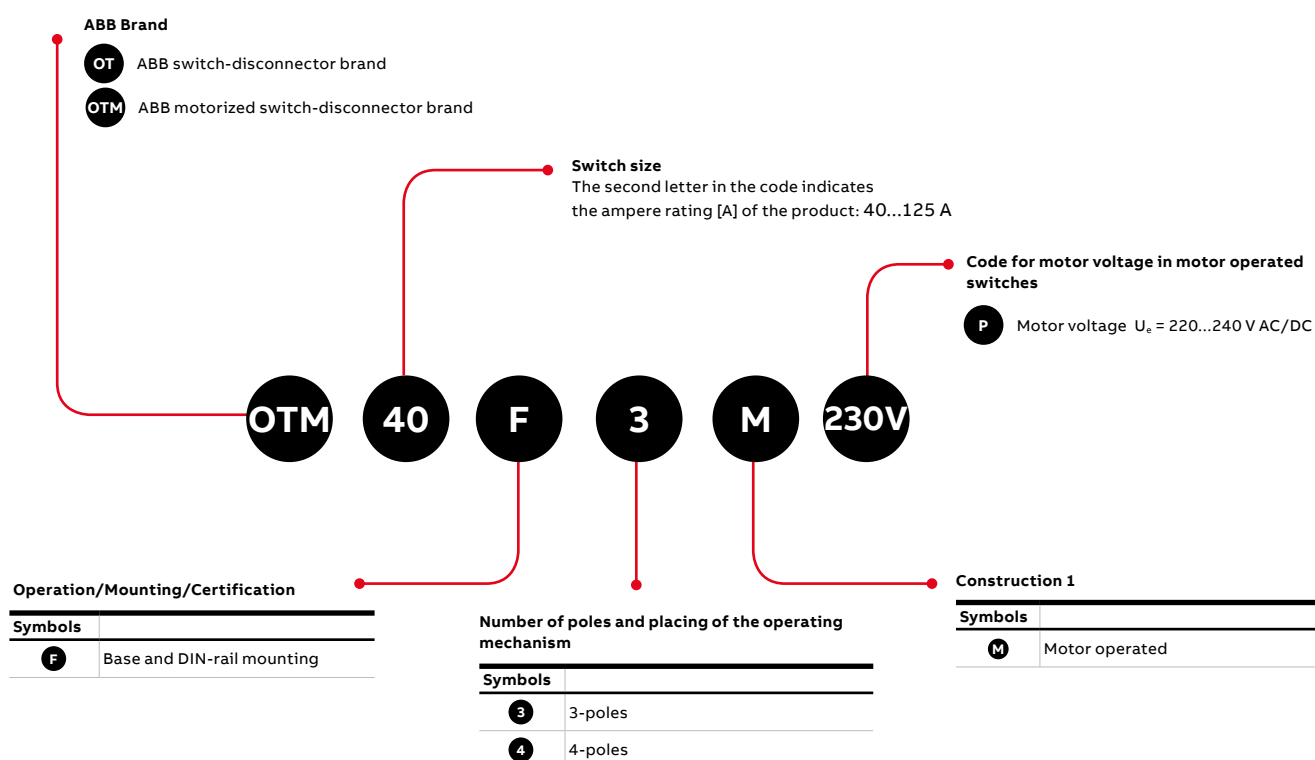 ABB Brand
OT ABB switch-disconnector brand
OTM ABB motorized switch-disconnector brand
Switch size
The second letter in the code indicates
the ampere rating [A] of the product: 40...125 A
Code for motor voltage in motor operated
switches
P Motor voltage Uₑ = 220...240 V AC/DC
OTM 40 F 3 M 230V
Operation/Mounting/Certification
Symbols
F Base and DIN-rail mounting
Number of poles and placing of the operating
mechanism
Symbols
3 3-poles
4 4-poles
Construction 1
Symbols
M Motor operated